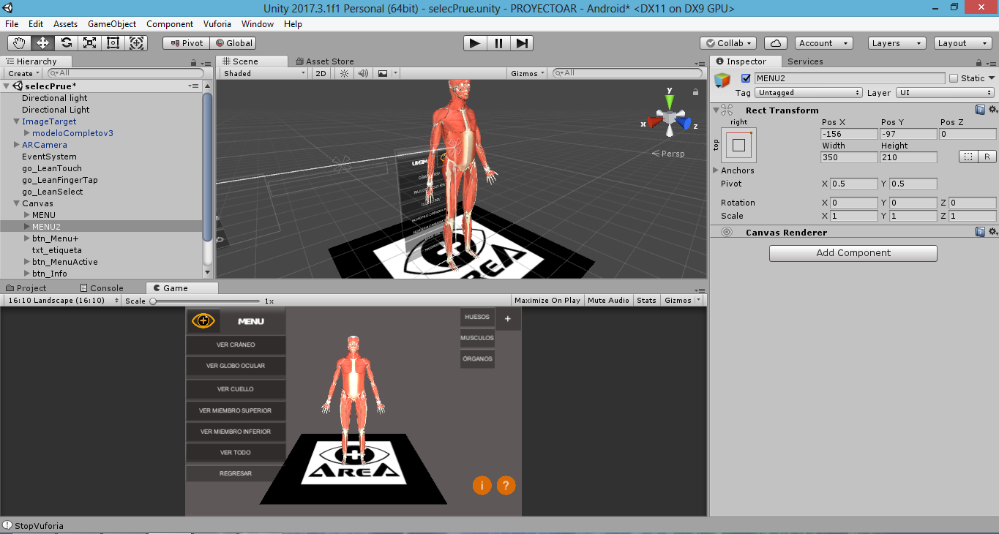 Unity 2017.3.1f1 Personal (64bit) - selecPrue.unity - PROYECTOAR - Android* <DX11 on DX9 GPU>
File Edit Assets GameObject Component Vuforia Window Help
Pivot Global Collab Account Layers Layout
Hierarchy
Create All
selecPrue*
Directional light
Directional Light
ImageTarget
modeloCompletov3
ARCamera
EventSystem
go_LeanTouch
go_LeanFingerTap
go_LeanSelect
Canvas
MENU
MENU2
btn_Menu+
txt_etiqueta
btn_MenuActive
btn_Info
Scene Asset Store
Shaded 2D Gizmos All
y
x z
Persp
MENU
AREA
Inspector Services
MENU2 Static
Tag Untagged Layer UI
Rect Transform
right
top
Pos X Pos Y Pos Z
-156 -97 0
Width Height
350 210 R
Anchors
Pivot X 0.5 Y 0.5
Rotation X 0 Y 0 Z 0
Scale X 1 Y 1 Z 1
Canvas Renderer
Add Component
Project Console Game
16:10 Landscape (16:10) Scale 1x Maximize On Play Mute Audio Stats Gizmos
MENU
VER CRÁNEO
VER GLOBO OCULAR
VER CUELLO
VER MIEMBRO SUPERIOR
VER MIEMBRO INFERIOR
VER TODO
REGRESAR
HUESOS +
MUSCULOS
ÓRGANOS
AREA
i ?
StopVuforia